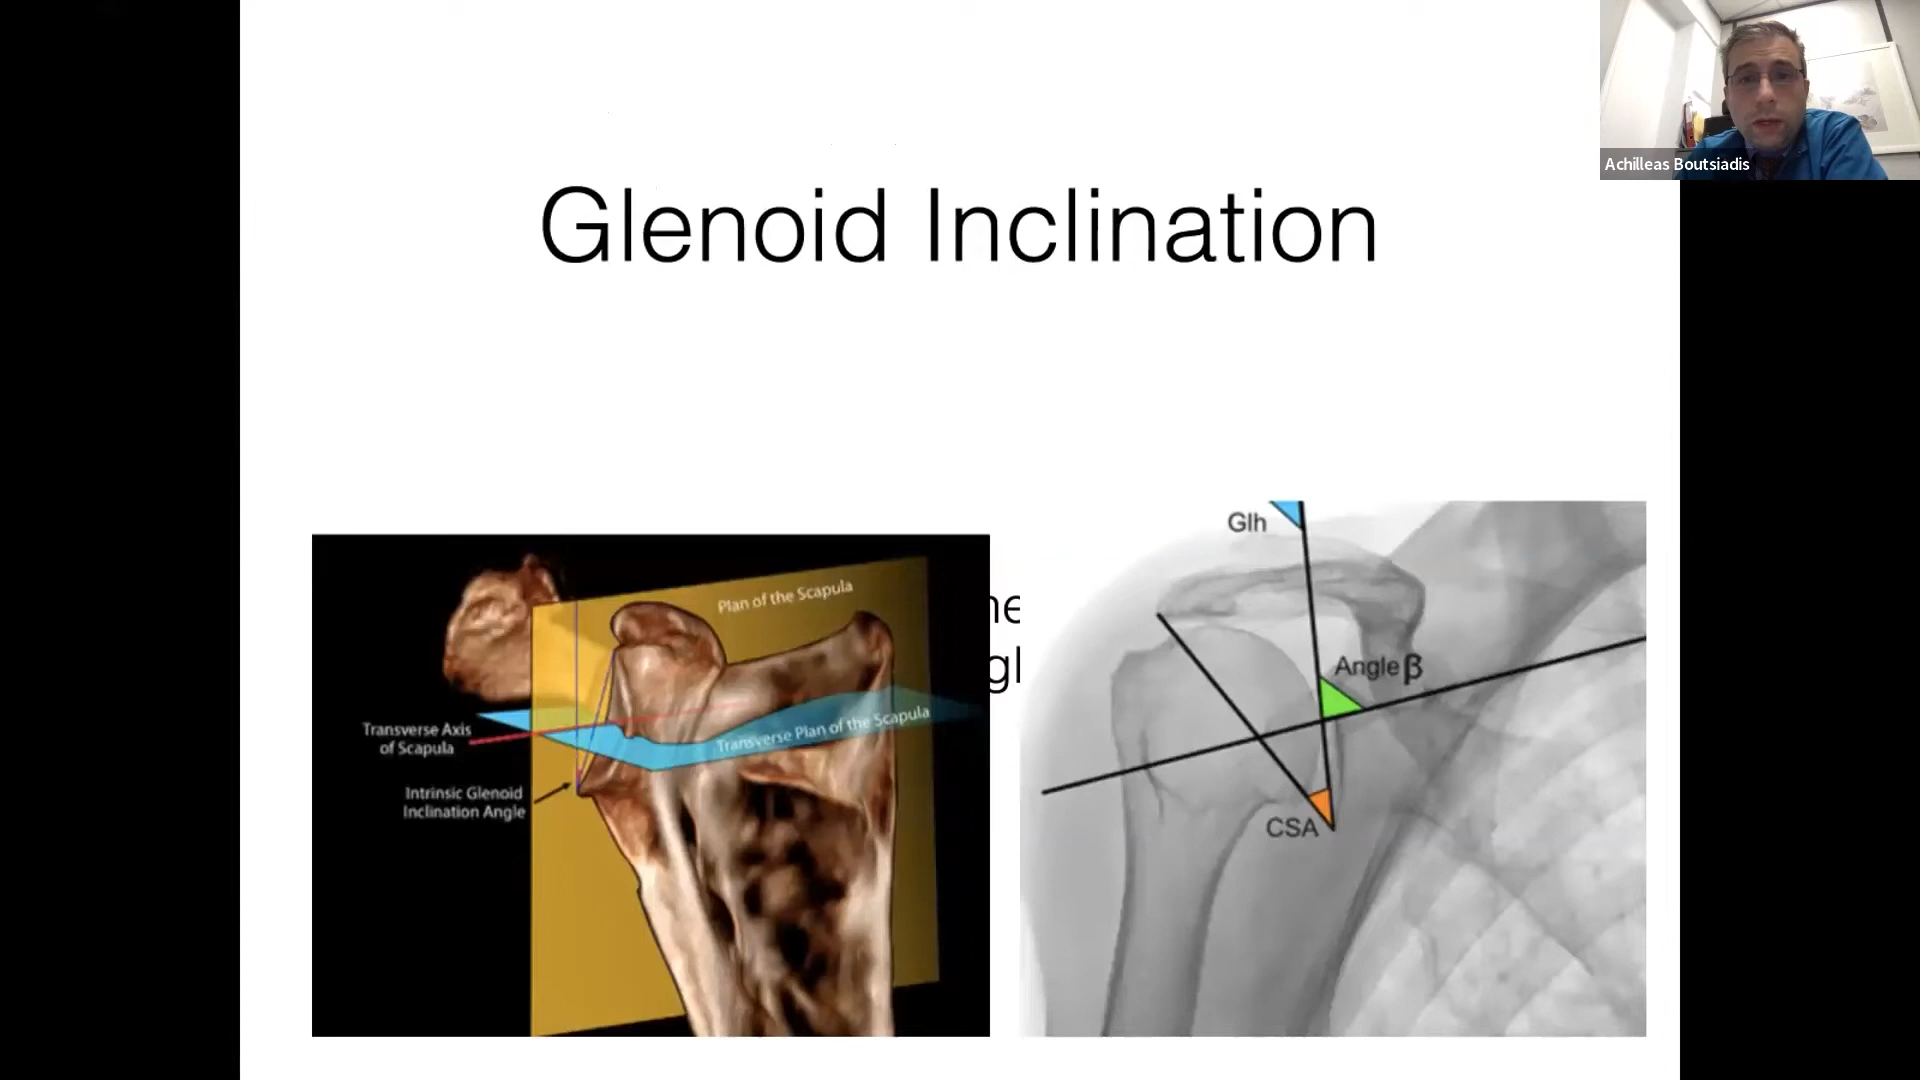 Achilleas Boutsiadis
Glenoid Inclination
Glh
Plan of the Scapula
Angle β
Transverse Axis
of Scapula
Transverse Plan of the Scapula
Intrinsic Glenoid
Inclination Angle
CSA